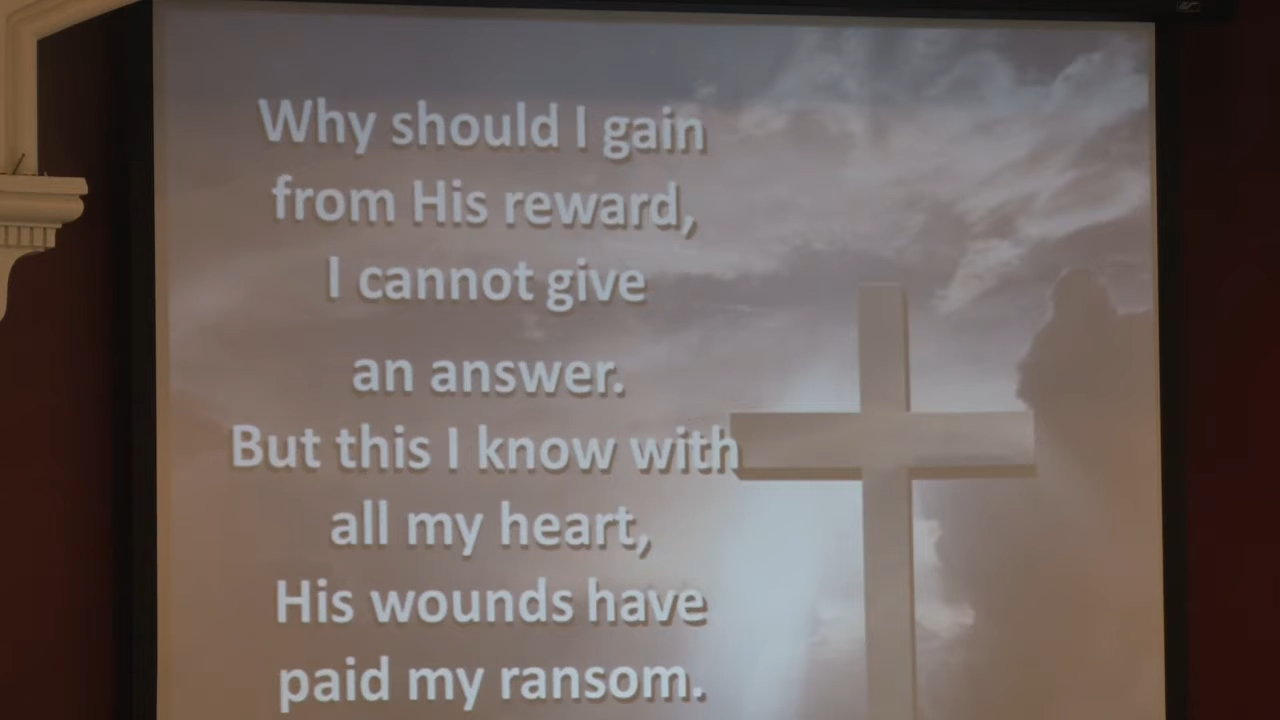 Why should I gain
from His reward,
I cannot give
an answer.
But this I know with
all my heart,
His wounds have
paid my ransom.